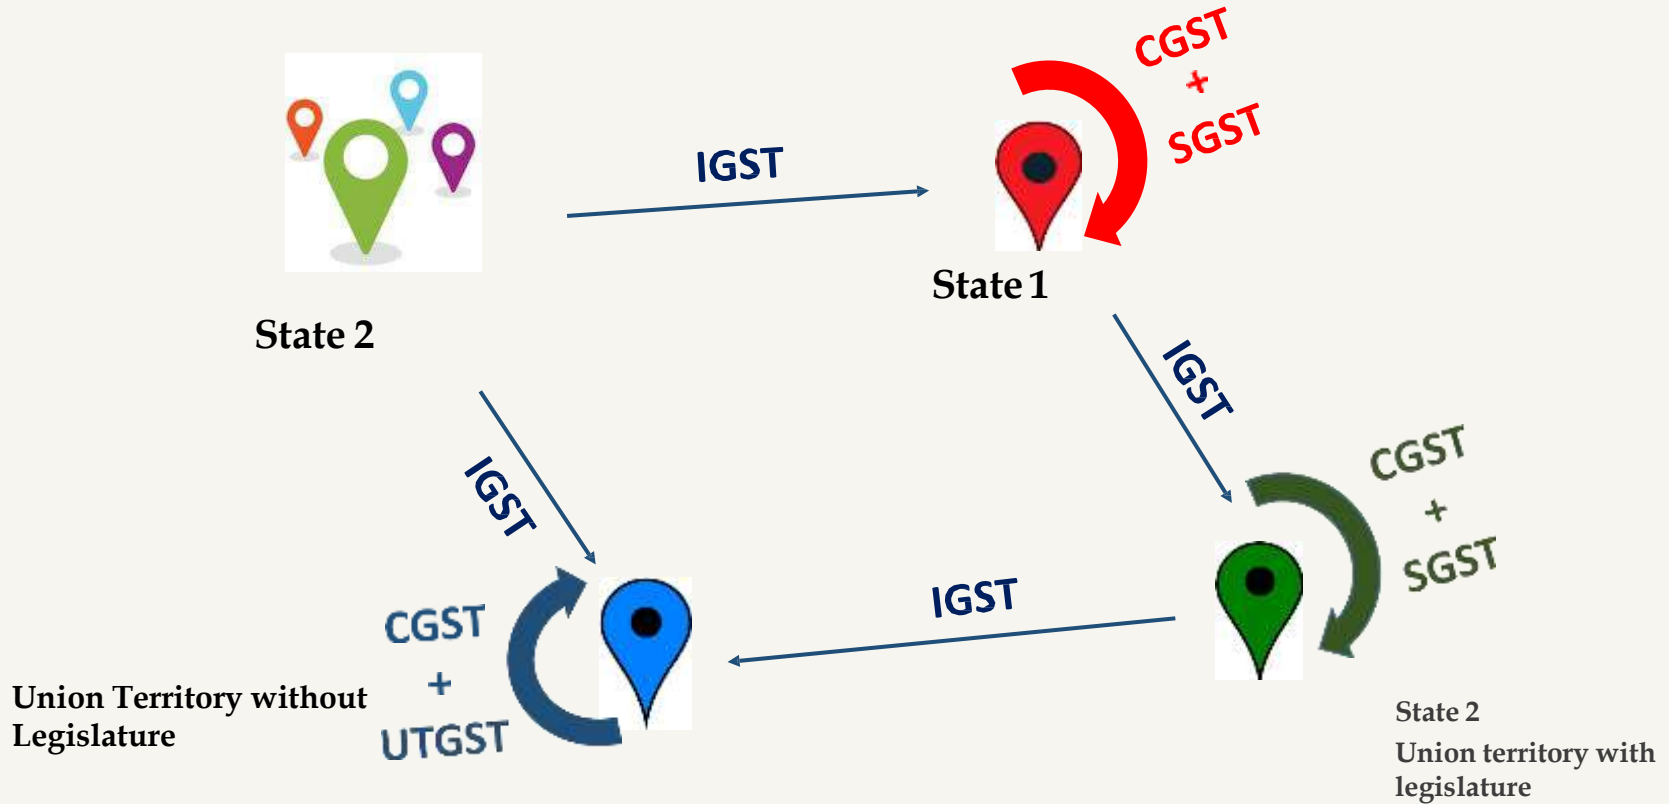 CGST
+
SGST
IGST
State 1
State 2
IGST
IGST
CGST
+
SGST
IGST
CGST
+
UTGST
Union Territory without
Legislature
State 2
Union territory with
legislature